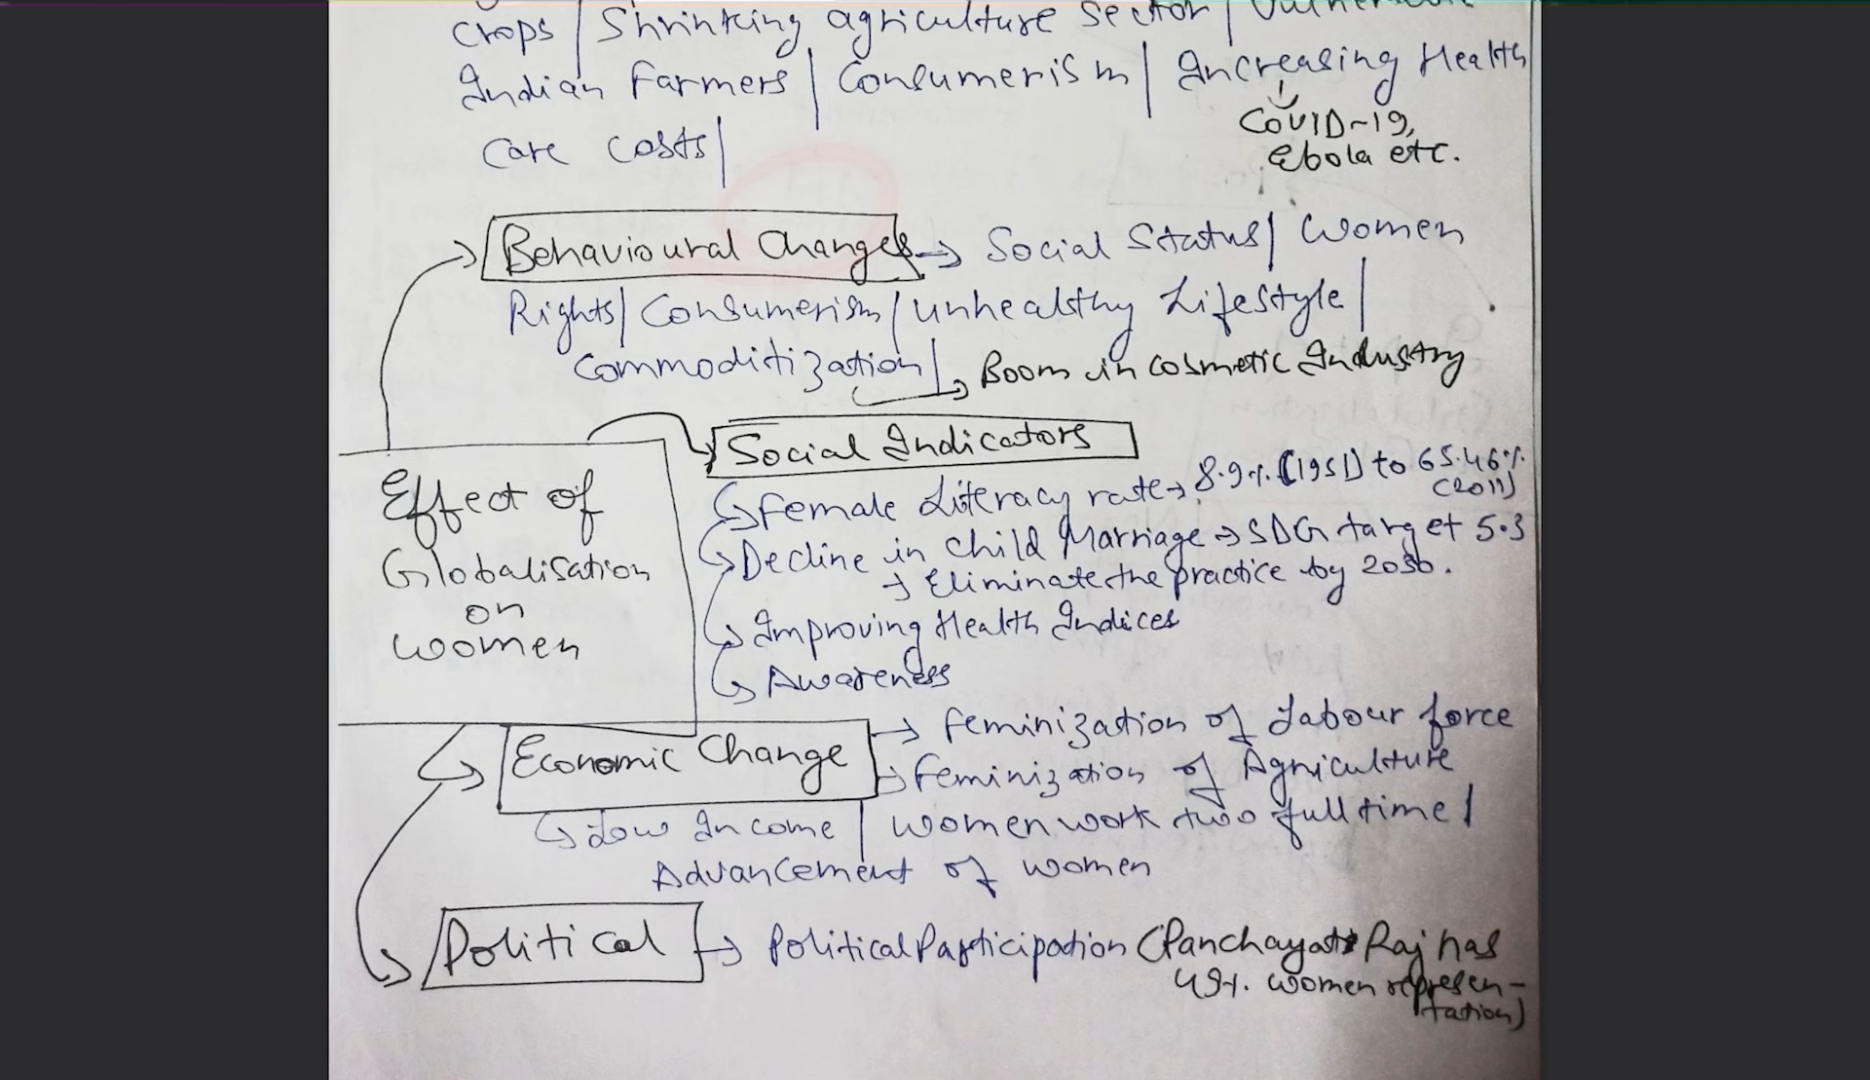 crops | Shrinking agriculture sector |
Indian Farmers | Consumerism | Increasing Health
COVID-19,
Ebola etc.
Care costs |
Behavioural Changes → Social Status | Women
Rights | Consumerism | unhealthy Lifestyle |
Commoditization | → Boom in cosmetic Industry
Social Indicators
Female Literacy rate → 8.9% (1951) to 65.46%
(2011)
Decline in child Marriage → SDG target 5.3
→ Eliminate the practice by 2030.
Effect of
Globalisation
on
women
Improving Health Indices
Awareness
Economic Change → feminization of Labour force
→ feminization of Agriculture
Low Income | women work two full time |
Advancement of women
Political → Political Participation (Panchayati Raj has
49% women represen-
tation)